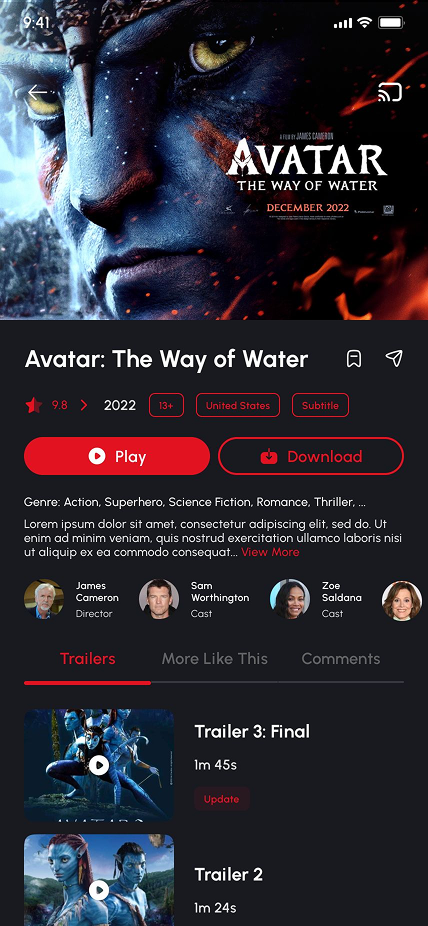 9:41
A FILM BY JAMES CAMERON
AVATAR
THE WAY OF WATER
DECEMBER 2022
Avatar: The Way of Water
9.8
2022
13+
United States
Subtitle
Play
Download
Genre: Action, Superhero, Science Fiction, Romance, Thriller, ...
Lorem ipsum dolor sit amet, consectetur adipiscing elit, sed do. Ut
enim ad minim veniam, quis nostrud exercitation ullamco laboris nisi
ut aliquip ex ea commodo consequat... View More
James
Cameron
Director
Sam
Worthington
Cast
Zoe
Saldana
Cast
Trailers
More Like This
Comments
Trailer 3: Final
1m 45s
Update
Trailer 2
1m 24s